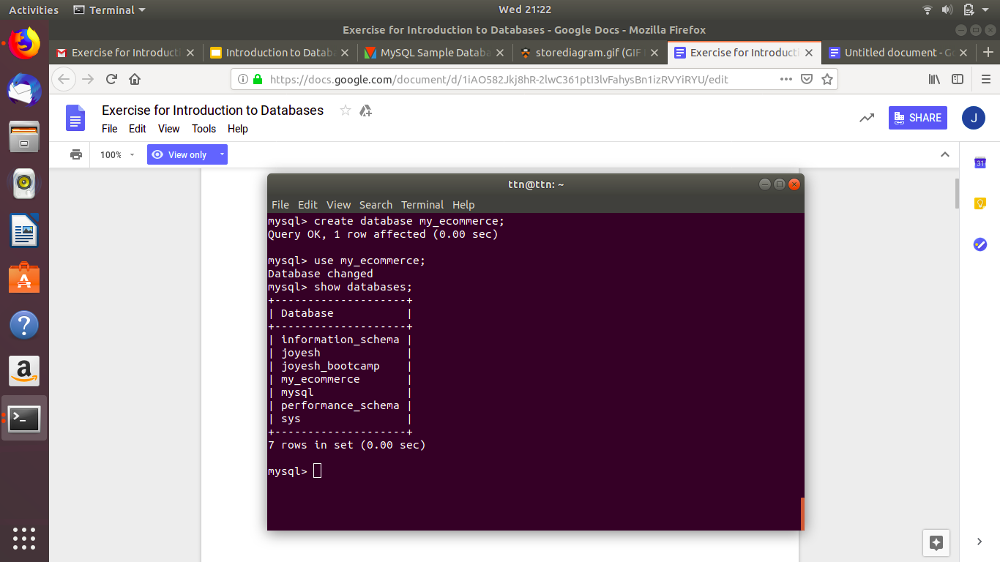 Activities Terminal Wed 21:22
Exercise for Introduction to Databases - Google Docs - Mozilla Firefox
Exercise for Introducti Introduction to Datab MySQL Sample Databa storediagram.gif (GIF Exercise for Introducti Untitled document - G
https://docs.google.com/document/d/1iAO582Jkj8hR-2lwC361ptI3lvFahysBn1izRVYiRYU/edit
Exercise for Introduction to Databases
File Edit View Tools Help
SHARE
J
100% View only
31
ttn@ttn: ~
File Edit View Search Terminal Help
mysql> create database my_ecommerce;
Query OK, 1 row affected (0.00 sec)
mysql> use my_ecommerce;
Database changed
mysql> show databases;
+--------------------+
| Database           |
+--------------------+
| information_schema |
| joyesh             |
| joyesh_bootcamp    |
| my_ecommerce       |
| mysql              |
| performance_schema |
| sys                |
+--------------------+
7 rows in set (0.00 sec)
mysql>